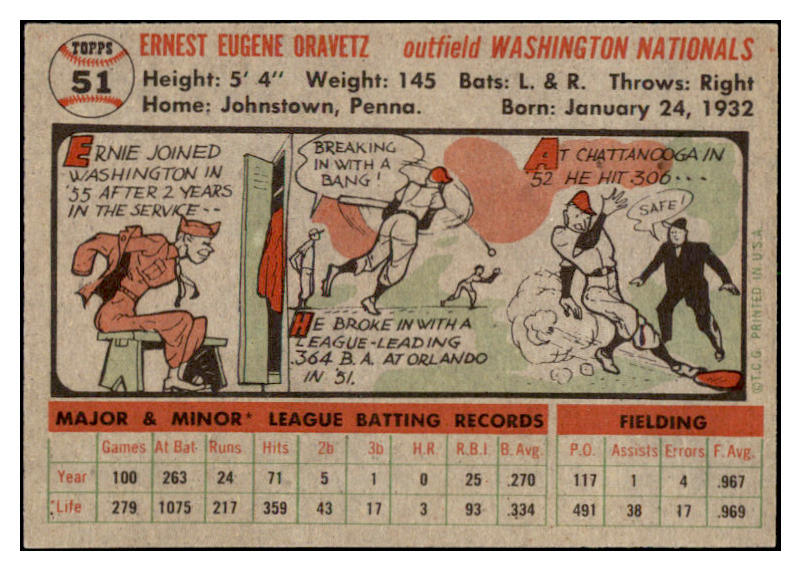 TOPPS
51
ERNEST EUGENE ORAVETZ outfield WASHINGTON NATIONALS
Height: 5' 4" Weight: 145 Bats: L. & R. Throws: Right
Home: Johnstown, Penna. Born: January 24, 1932
ERNIE JOINED
WASHINGTON IN
'55 AFTER 2 YEARS
IN THE SERVICE--
BREAKING
IN WITH A
BANG!
HE BROKE IN WITH A
LEAGUE-LEADING
.364 B.A. AT ORLANDO
IN '51.
AT CHATTANOOGA IN
'52 HE HIT .306---
SAFE!
©T.C.G. PRINTED IN U.S.A.
MAJOR & MINOR* LEAGUE BATTING RECORDS FIELDING
Games At Bat Runs Hits 2b 3b H.R. R.B.I. B. Avg. P.O. Assists Errors F. Avg.
Year 100 263 24 71 5 1 0 25 .270 117 1 4 .967
*Life 279 1075 217 359 43 17 3 93 .334 491 38 17 .969